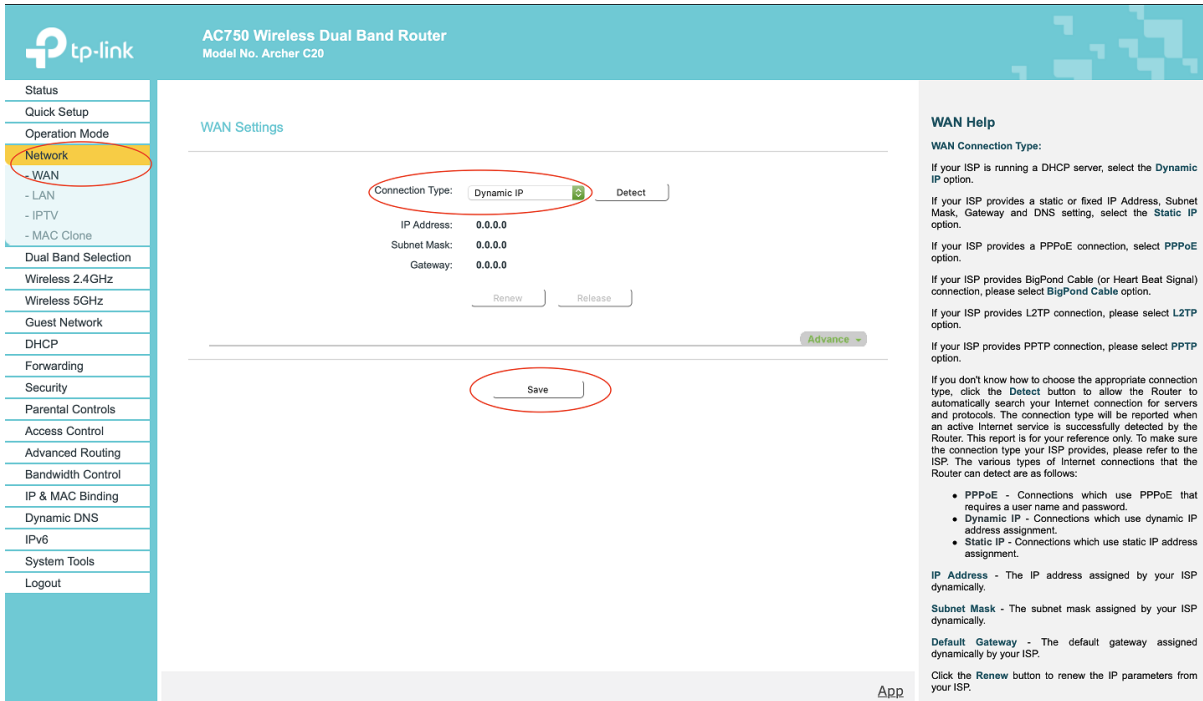 tp-link
AC750 Wireless Dual Band Router
Model No. Archer C20
Status
Quick Setup
Operation Mode
Network
- WAN
- LAN
- IPTV
- MAC Clone
Dual Band Selection
Wireless 2.4GHz
Wireless 5GHz
Guest Network
DHCP
Forwarding
Security
Parental Controls
Access Control
Advanced Routing
Bandwidth Control
IP & MAC Binding
Dynamic DNS
IPv6
System Tools
Logout
WAN Settings
Connection Type: Dynamic IP Detect
IP Address: 0.0.0.0
Subnet Mask: 0.0.0.0
Gateway: 0.0.0.0
Renew Release
Advance
Save
App
WAN Help
WAN Connection Type:
If your ISP is running a DHCP server, select the Dynamic
IP option.
If your ISP provides a static or fixed IP Address, Subnet
Mask, Gateway and DNS setting, select the Static IP
option.
If your ISP provides a PPPoE connection, select PPPoE
option.
If your ISP provides BigPond Cable (or Heart Beat Signal)
connection, please select BigPond Cable option.
If your ISP provides L2TP connection, please select L2TP
option.
If your ISP provides PPTP connection, please select PPTP
option.
If you don't know how to choose the appropriate connection
type, click the Detect button to allow the Router to
automatically search your Internet connection for servers
and protocols. The connection type will be reported when
an active Internet service is successfully detected by the
Router. This report is for your reference only. To make sure
the connection type your ISP provides, please refer to the
ISP. The various types of Internet connections that the
Router can detect are as follows:
• PPPoE - Connections which use PPPoE that
requires a user name and password.
• Dynamic IP - Connections which use dynamic IP
address assignment.
• Static IP - Connections which use static IP address
assignment.
IP Address - The IP address assigned by your ISP
dynamically.
Subnet Mask - The subnet mask assigned by your ISP
dynamically.
Default Gateway - The default gateway assigned
dynamically by your ISP.
Click the Renew button to renew the IP parameters from
your ISP.